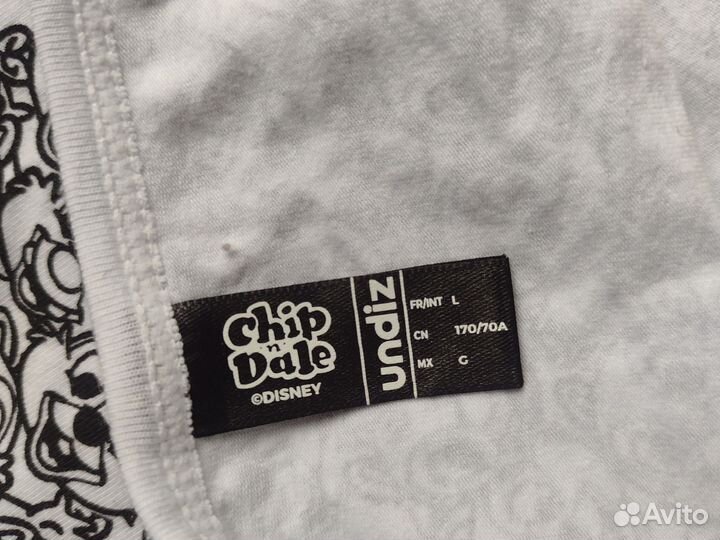 Chip
'n'
Dale
©DISNEY
undiz
FR/INT L
CN 170/70A
MX G
Avito